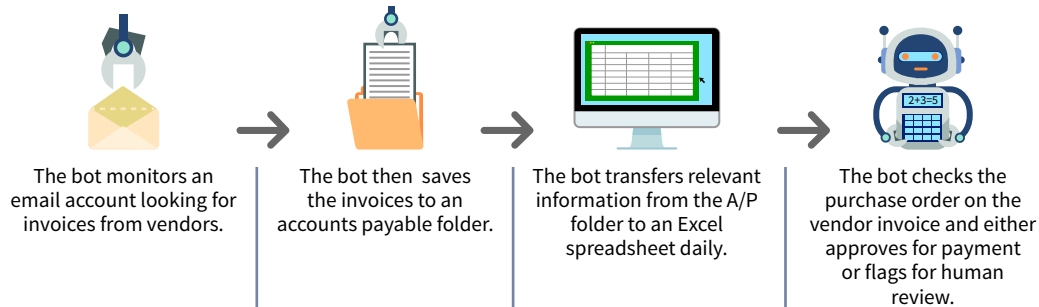 2+3=5
The bot monitors an
email account looking for
invoices from vendors.
The bot then saves
the invoices to an
accounts payable folder.
The bot transfers relevant
information from the A/P
folder to an Excel
spreadsheet daily.
The bot checks the
purchase order on the
vendor invoice and either
approves for payment
or flags for human
review.